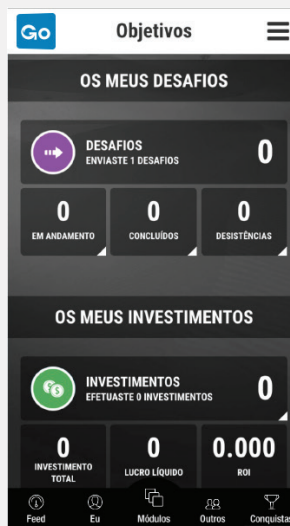 Go Objetivos
OS MEUS DESAFIOS
DESAFIOS
ENVIASTE 1 DESAFIOS
0
0 0 0
EM ANDAMENTO CONCLUÍDOS DESISTÊNCIAS
OS MEUS INVESTIMENTOS
INVESTIMENTOS
EFETUASTE 0 INVESTIMENTOS
0
0 0 0.000
INVESTIMENTO
TOTAL
LUCRO LÍQUIDO ROI
Feed Eu Módulos Outros Conquistas